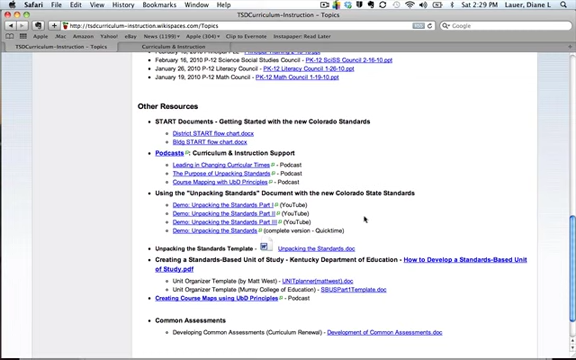 Safari File Edit View History Bookmarks Window Help Sat 2:29 PM Lauer, Diane L
TSDCurriculum-Instruction - Topics
http://tsdcurriculum-instruction.wikispaces.com/Topics Google
Apple Mac Amazon Yahoo! eBay News (1199) Apple (304) Clip to Evernote Instapaper: Read Later
TSDCurriculum-Instruction - Topics Curriculum & Instruction
February 16, 2010 P-12 Science Social Studies Council - PK-12 SciSS Council 2-16-10.ppt
January 26, 2010 P-12 Literacy Council - PK-12 Literacy Council 1-26-10.ppt
January 19, 2010 P-12 Math Council - PK-12 Math Council 1-19-10.ppt
Other Resources
START Documents - Getting Started with the new Colorado Standards
District START flow chart.docx
Bldg START flow chart.docx
Podcasts : Curriculum & Instruction Support
Leading in Changing Curricular Times - Podcast
The Purpose of Unpacking Standards - Podcast
Course Mapping with UbD Principles - Podcast
Using the "Unpacking Standards" Document with the new Colorado State Standards
Demo: Unpacking the Standards Part I (YouTube)
Demo: Unpacking the Standards Part II (YouTube)
Demo: Unpacking the Standards Part III (YouTube)
Demo: Unpacking the Standards (complete version - Quicktime)
Unpacking the Standards Template - Unpacking the Standards.doc
Creating a Standards-Based Unit of Study - Kentucky Department of Education - How to Develop a Standards-Based Unit
of Study.pdf
Unit Organizer Template (by Matt West) - UNITplanner(mattwest).doc
Unit Organizer Template (Murray College of Education) - SBUSPart1Template.doc
Creating Course Maps using UbD Principles - Podcast
Common Assessments
Developing Common Assessments (Curriculum Renewal) - Development of Common Assessments.doc